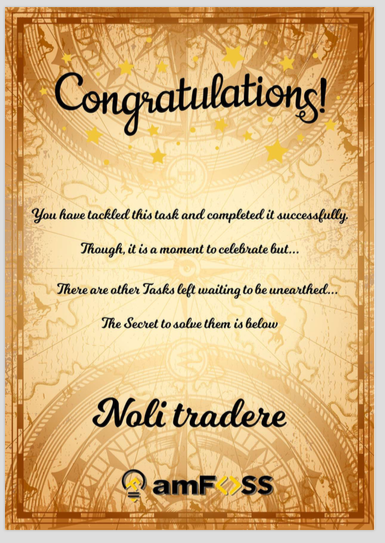 Congratulations!
You have tackled this task and completed it successfully.
Though, it is a moment to celebrate but...
There are other Tasks left waiting to be unearthed...
The Secret to solve them is below
Noli tradere
amFOSS